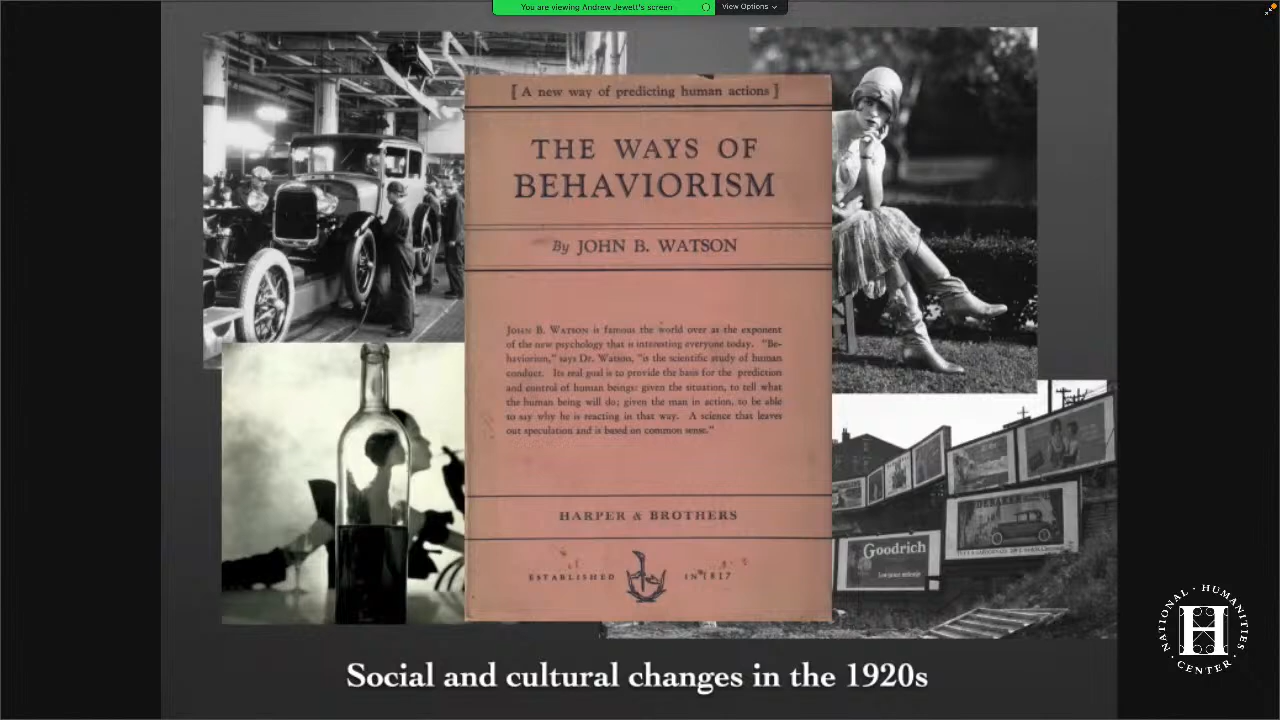 You are viewing Andrew Jewett's screen
View Options
[ A new way of predicting human actions ]
THE WAYS OF
BEHAVIORISM
By JOHN B. WATSON
JOHN B. WATSON is famous the world over as the exponent
of the new psychology that is interesting everyone today. "Be-
haviorism," says Dr. Watson, "is the scientific study of human
conduct. Its real goal is to provide the basis for the prediction
and control of human beings: given the situation, to tell what
the human being will do; given the man in action, to be able
to say why he is reacting in that way. A science that leaves
out speculation and is based on common sense."
HARPER & BROTHERS
ESTABLISHED IN 1817
Goodrich
Social and cultural changes in the 1920s
NATIONAL · HUMANITIES · CENTER ·
H